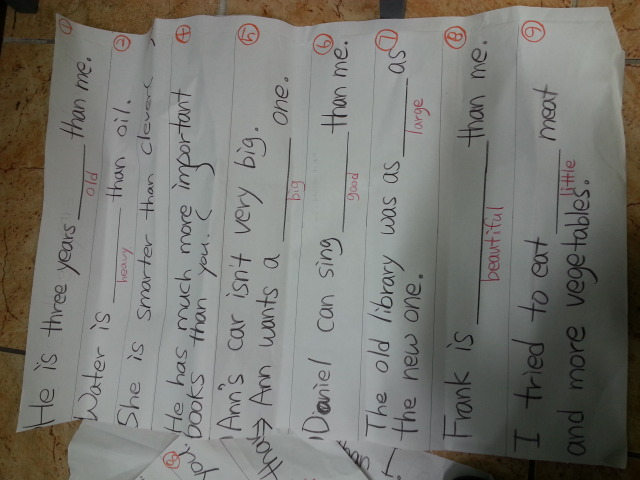 ① He is three years ____ than me.
old
② Water is ____ than oil.
heavy
She is smarter than clever (
④ He has much more important
books than you. (
⑤ Ann's car isn't very big.
→ Ann wants a ____ one.
big
⑥ Daniel can sing ____ than me.
good
⑦ The old library was as ____ as
large
the new one.
⑧ Frank is ____ than me.
beautiful
⑨ I tried to eat ____ meat
little
and more vegetables.